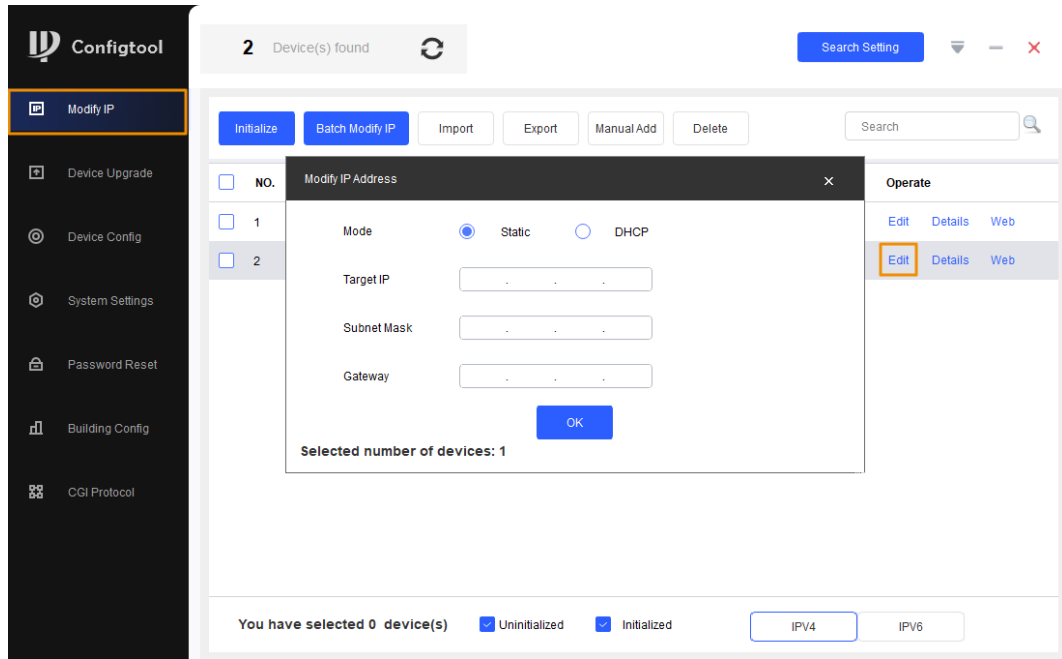 Configtool
2 Device(s) found
Search Setting
Modify IP
Device Upgrade
Device Config
System Settings
Password Reset
Building Config
CGI Protocol
Initialize
Batch Modify IP
Import
Export
Manual Add
Delete
Search
NO.
Operate
1
Edit Details Web
2
Edit Details Web
Modify IP Address
Mode
Static
DHCP
Target IP
. . .
Subnet Mask
. . .
Gateway
. . .
OK
Selected number of devices: 1
You have selected 0 device(s)
Uninitialized
Initialized
IPV4
IPV6